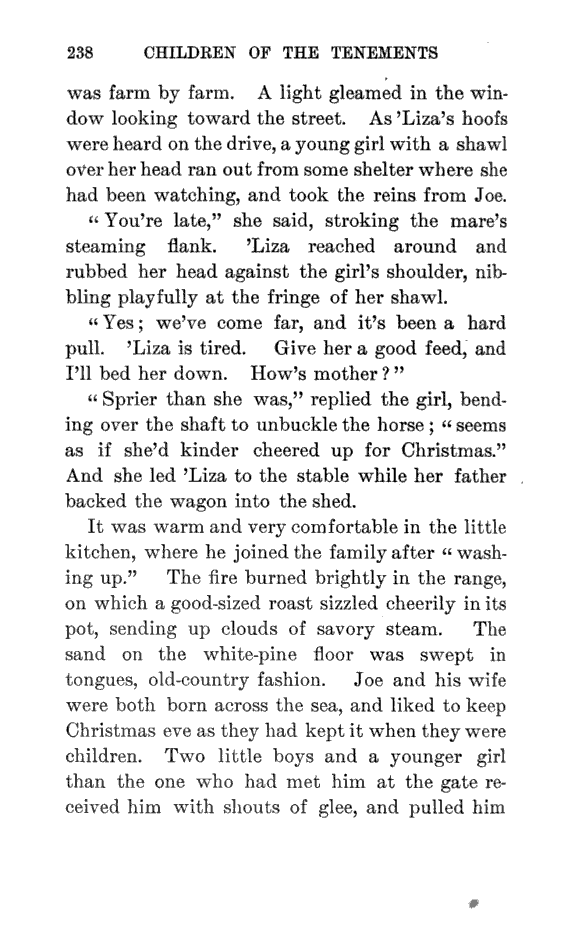 238 CHILDREN OF THE TENEMENTS
was farm by farm. A light gleamed in the win-
dow looking toward the street. As ’Liza’s hoofs
were heard on the drive, a young girl with a shawl
over her head ran out from some shelter where she
had been watching, and took the reins from Joe.
“You’re late,” she said, stroking the mare’s
steaming flank. ’Liza reached around and
rubbed her head against the girl’s shoulder, nib-
bling playfully at the fringe of her shawl.
“Yes; we’ve come far, and it’s been a hard
pull. ’Liza is tired. Give her a good feed, and
I’ll bed her down. How’s mother?”
“Sprier than she was,” replied the girl, bend-
ing over the shaft to unbuckle the horse; “seems
as if she’d kinder cheered up for Christmas.”
And she led ’Liza to the stable while her father
backed the wagon into the shed.
It was warm and very comfortable in the little
kitchen, where he joined the family after “wash-
ing up.” The fire burned brightly in the range,
on which a good-sized roast sizzled cheerily in its
pot, sending up clouds of savory steam. The
sand on the white-pine floor was swept in
tongues, old-country fashion. Joe and his wife
were both born across the sea, and liked to keep
Christmas eve as they had kept it when they were
children. Two little boys and a younger girl
than the one who had met him at the gate re-
ceived him with shouts of glee, and pulled him